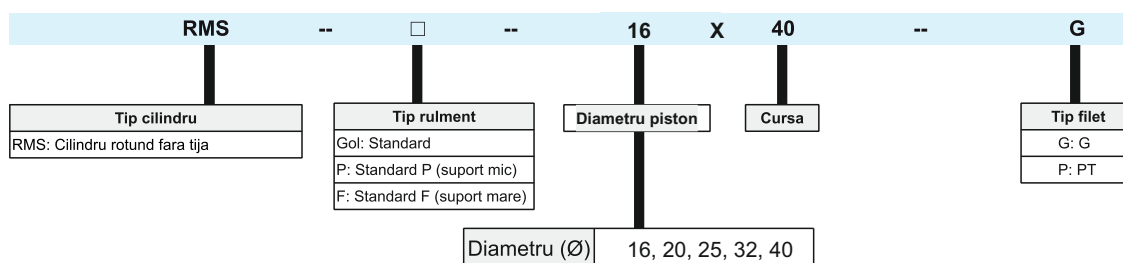 RMS -- □ -- 16 X 40 -- G
Tip cilindru
RMS: Cilindru rotund fara tija
Tip rulment
Gol: Standard
P: Standard P (suport mic)
F: Standard F (suport mare)
Diametru piston
Cursa
Tip filet
G: G
P: PT
Diametru (Ø) 16, 20, 25, 32, 40